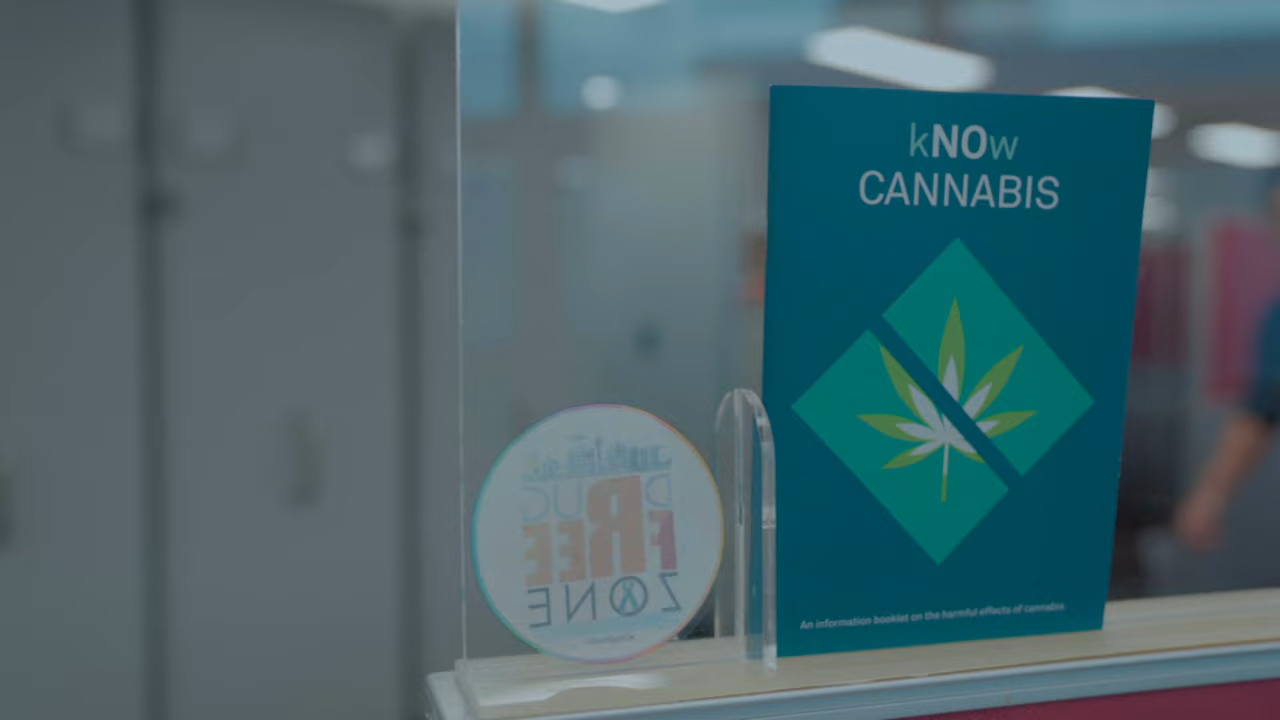 kNOw
CANNABIS
An information booklet on the harmful effects of cannabis
DRUG
FREE
ZONE